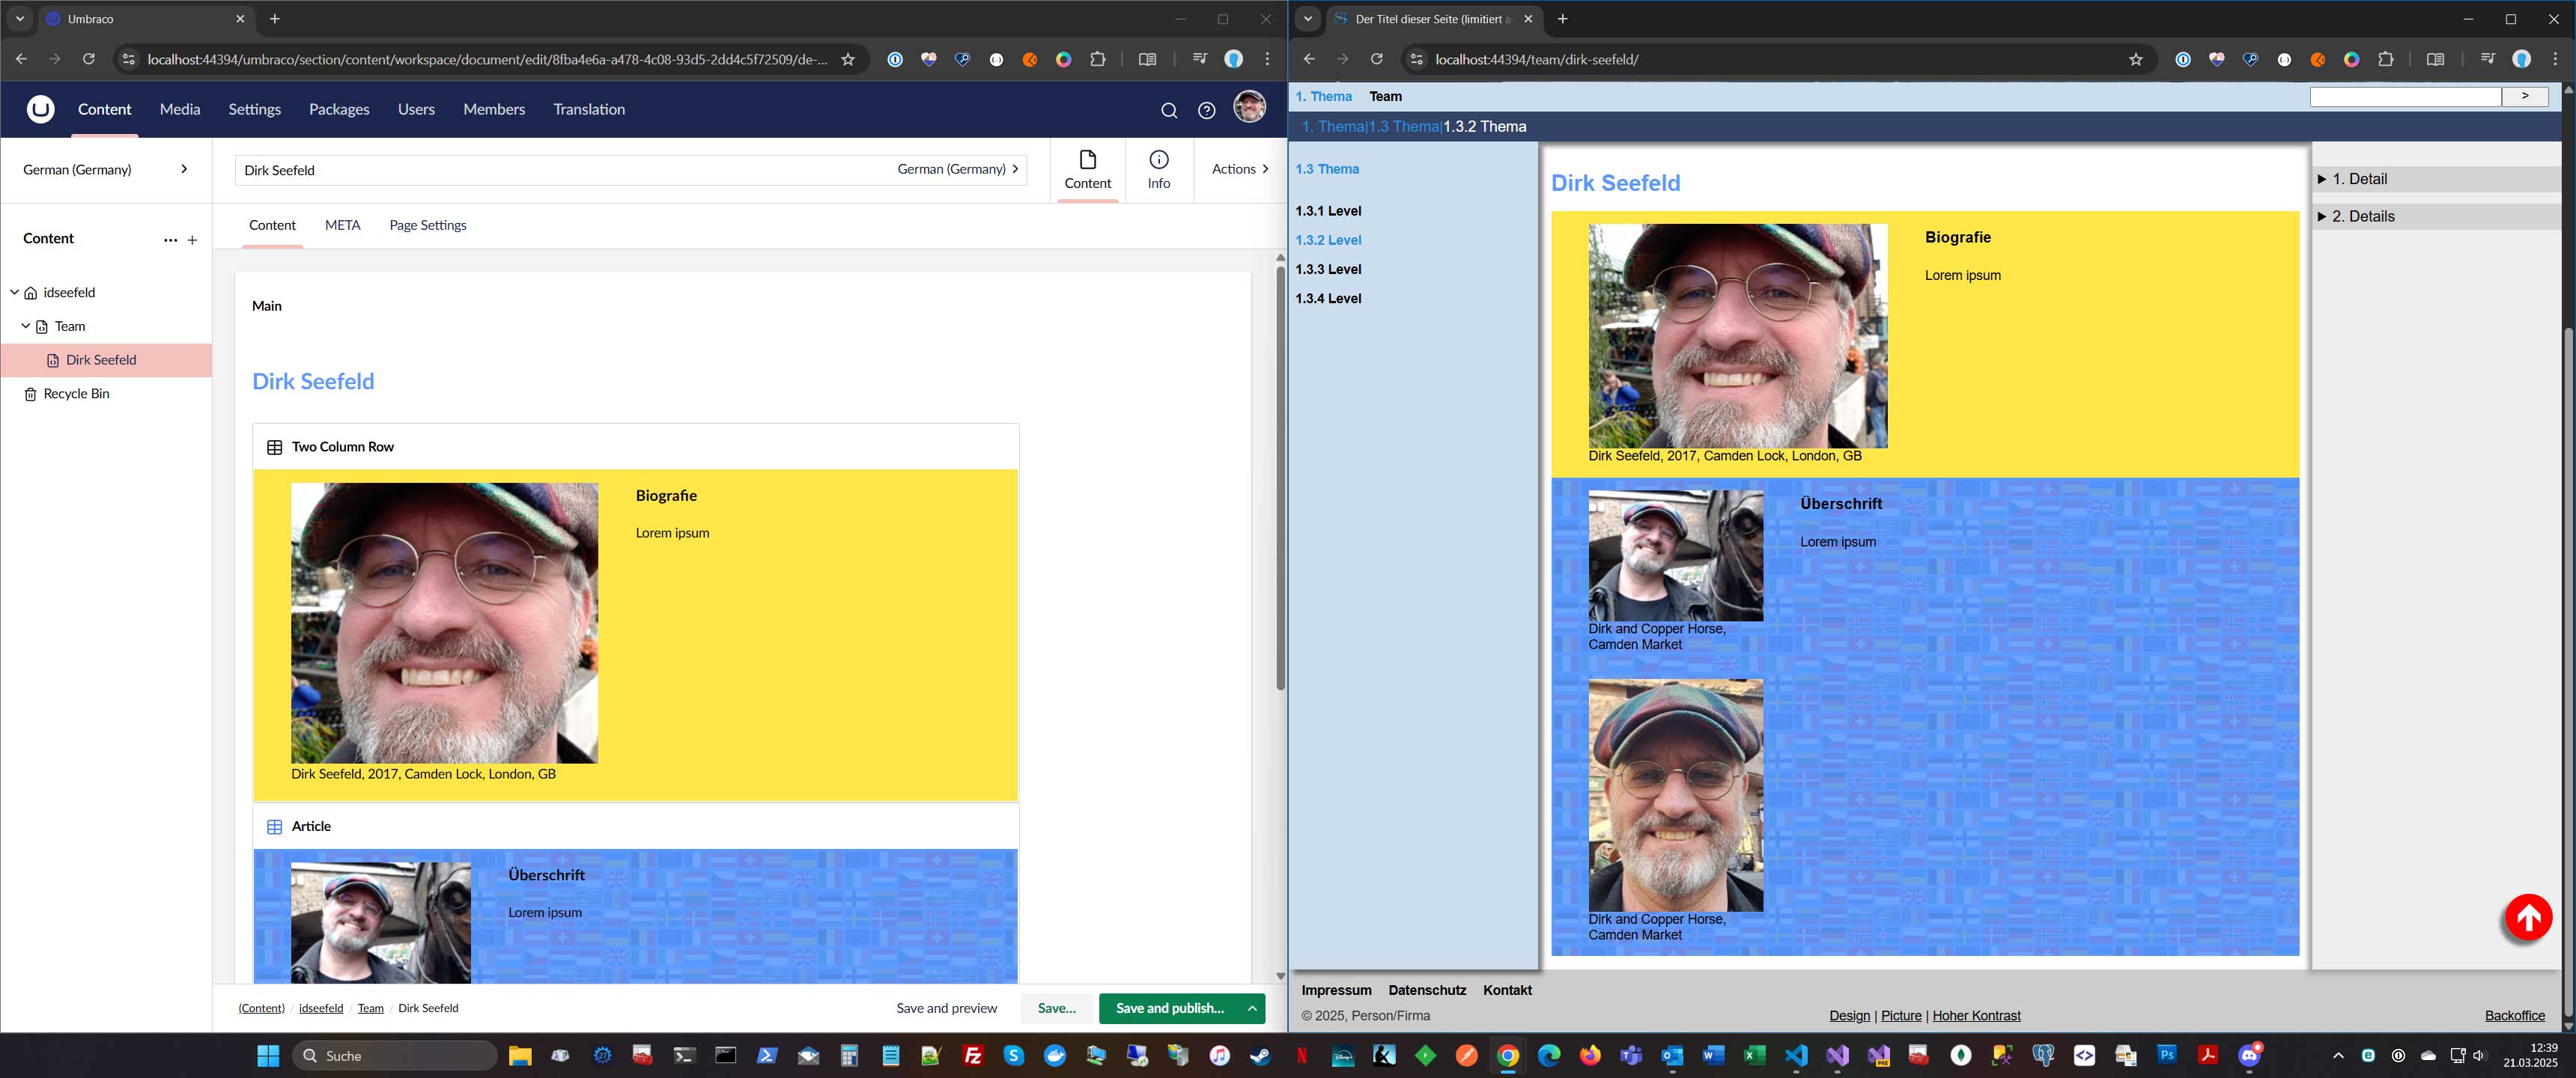 Umbraco
localhost:44394/umbraco/section/content/workspace/document/edit/8fba4e6a-a478-4c08-93d5-2dd4c5f72509/de-...
Content Media Settings Packages Users Members Translation
German (Germany)
Dirk Seefeld German (Germany)
Content
Info
Actions
Content META Page Settings
Content
idseefeld
Team
Dirk Seefeld
Recycle Bin
Main
Dirk Seefeld
Two Column Row
Biografie
Lorem ipsum
Dirk Seefeld, 2017, Camden Lock, London, GB
Article
Überschrift
Lorem ipsum
(Content) / idseefeld / Team / Dirk Seefeld
Save and preview
Save...
Save and publish...
Der Titel dieser Seite (limitiert a
localhost:44394/team/dirk-seefeld/
1. Thema Team
>
1. Thema|1.3 Thema|1.3.2 Thema
1.3 Thema
1.3.1 Level
1.3.2 Level
1.3.3 Level
1.3.4 Level
Dirk Seefeld
Biografie
Lorem ipsum
Dirk Seefeld, 2017, Camden Lock, London, GB
Überschrift
Lorem ipsum
Dirk and Copper Horse,
Camden Market
Dirk and Copper Horse,
Camden Market
1. Detail
2. Details
Impressum Datenschutz Kontakt
© 2025, Person/Firma
Design | Picture | Hoher Kontrast
Backoffice
Suche
12:39
21.03.2025